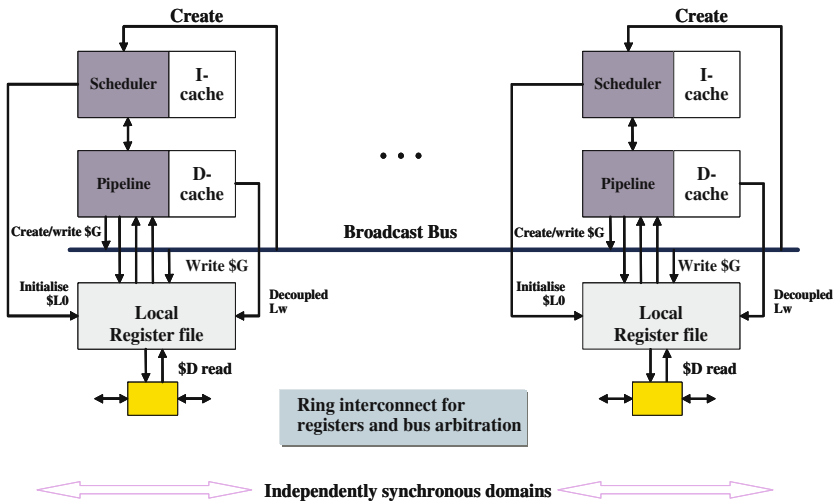 Create
Create
Scheduler
I-
cache
Scheduler
I-
cache
• • •
Pipeline
D-
cache
Pipeline
D-
cache
Create/write $G
Broadcast Bus
Create/write $G
Write $G
Write $G
Initialise
$L0
Decoupled
Lw
Initialise
$L0
Decoupled
Lw
Local
Register file
Local
Register file
$D read
$D read
Ring interconnect for
registers and bus arbitration
Independently synchronous domains